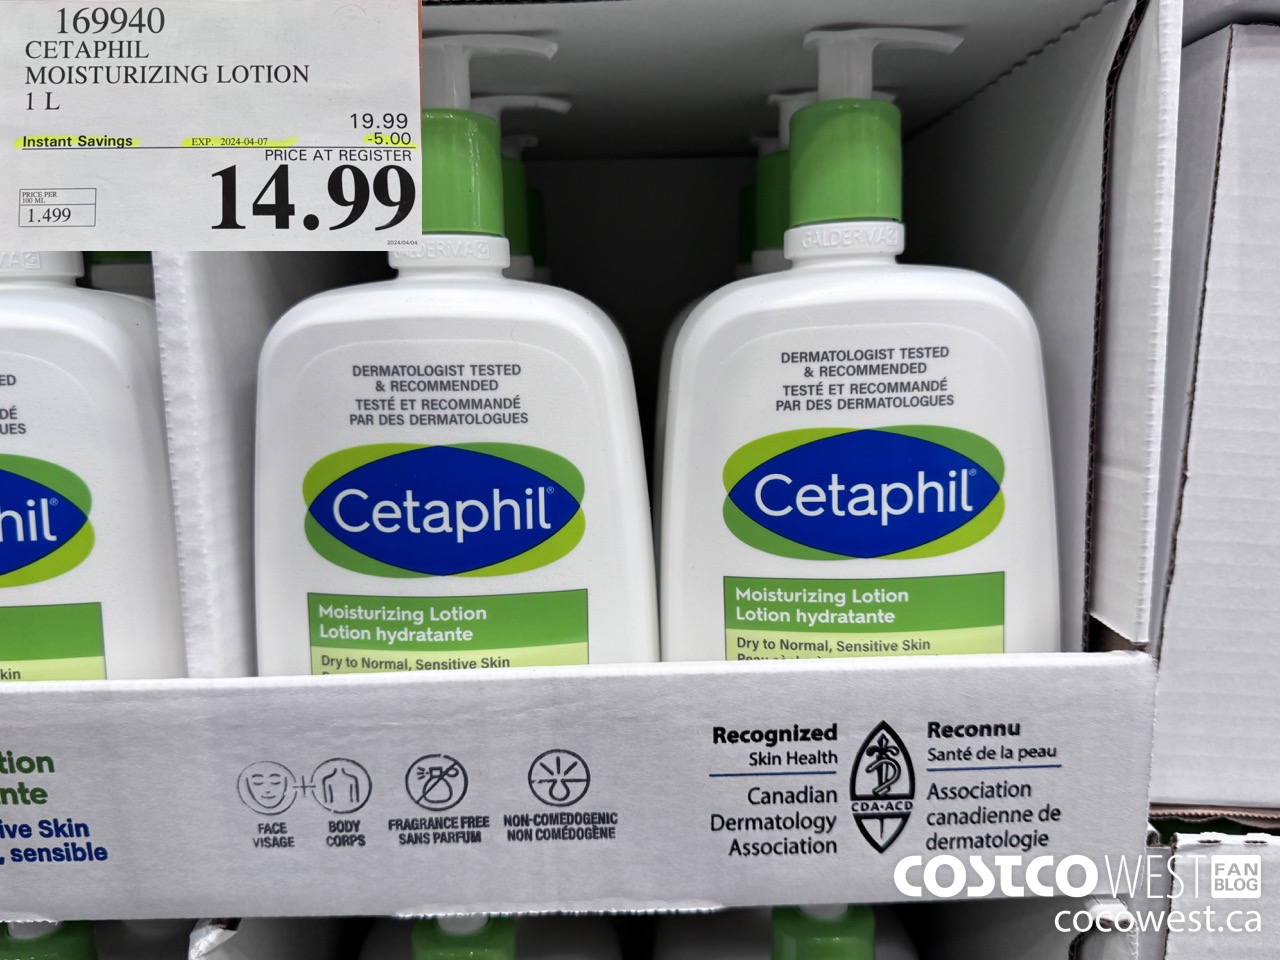 169940
CETAPHIL
MOISTURIZING LOTION
1 L
19.99
Instant Savings EXP. 2024-04-07 -5.00
PRICE AT REGISTER
14.99
PRICE PER
100 ML
1.499
2024/04/04
GALDERMA
GALDERMA
DERMATOLOGIST TESTED
& RECOMMENDED
TESTÉ ET RECOMMANDÉ
PAR DES DERMATOLOGUES
Cetaphil®
Moisturizing Lotion
Lotion hydratante
Dry to Normal, Sensitive Skin
DERMATOLOGIST TESTED
& RECOMMENDED
TESTÉ ET RECOMMANDÉ
PAR DES DERMATOLOGUES
Cetaphil®
Moisturizing Lotion
Lotion hydratante
Dry to Normal, Sensitive Skin
ED
DÉ
UES
hil®
kin
tion
nte
ive Skin
, sensible
FACE
VISAGE
BODY
CORPS
FRAGRANCE FREE
SANS PARFUM
NON-COMEDOGENIC
NON COMÉDOGÈNE
Recognized
Skin Health
Canadian
Dermatology
Association
CDA·ACD
Reconnu
Santé de la peau
Association
canadienne de
dermatologie
COSTCO WEST FAN BLOG
cocowest.ca